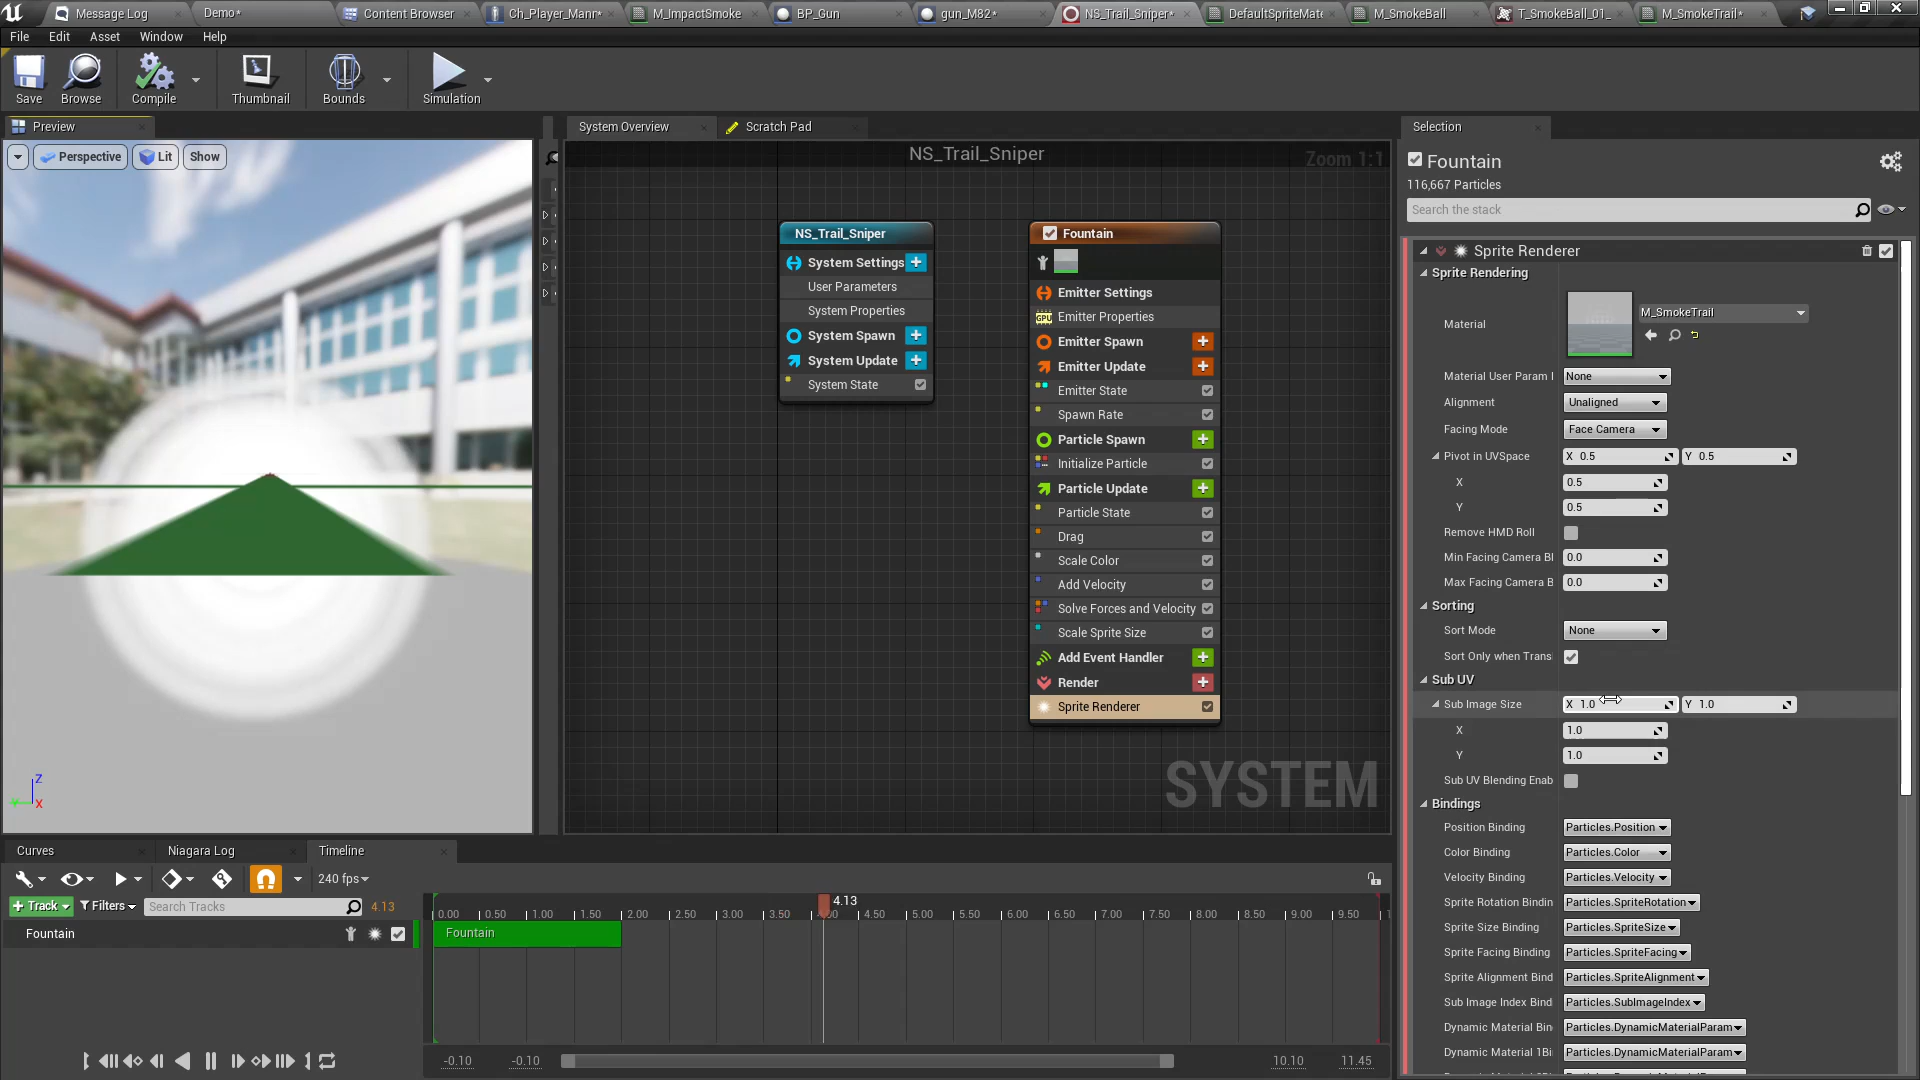 Message Log
Demo*
Content Browser
Ch_Player_Mann*
M_ImpactSmoke
BP_Gun
gun_M82*
NS_Trail_Sniper*
DefaultSpriteMate
M_SmokeBall
T_SmokeBall_01_
M_SmokeTrail*
File
Edit
Asset
Window
Help
Save
Browse
Compile
Thumbnail
Bounds
Simulation
Preview
Perspective
Lit
Show
Z
Y
X
System Overview
Scratch Pad
NS_Trail_Sniper
Zoom 1:1
NS_Trail_Sniper
System Settings
User Parameters
System Properties
System Spawn
System Update
System State
Fountain
Emitter Settings
GPU Emitter Properties
Emitter Spawn
Emitter Update
Emitter State
Spawn Rate
Particle Spawn
Initialize Particle
Particle Update
Particle State
Drag
Scale Color
Add Velocity
Solve Forces and Velocity
Scale Sprite Size
Add Event Handler
Render
Sprite Renderer
SYSTEM
Selection
Fountain
116,667 Particles
Search the stack
Sprite Renderer
Sprite Rendering
Material
M_SmokeTrail
Material User Param None
Alignment Unaligned
Facing Mode Face Camera
Pivot in UVSpace X 0.5 Y 0.5
X 0.5
Y 0.5
Remove HMD Roll
Min Facing Camera Bl 0.0
Max Facing Camera B 0.0
Sorting
Sort Mode None
Sort Only when Trans
Sub UV
Sub Image Size X 1.0 Y 1.0
X 1.0
Y 1.0
Sub UV Blending Enab
Bindings
Position Binding Particles.Position
Color Binding Particles.Color
Velocity Binding Particles.Velocity
Sprite Rotation Bindin Particles.SpriteRotation
Sprite Size Binding Particles.SpriteSize
Sprite Facing Binding Particles.SpriteFacing
Sprite Alignment Bind Particles.SpriteAlignment
Sub Image Index Bind Particles.SubImageIndex
Dynamic Material Bin Particles.DynamicMaterialParam
Dynamic Material 1Bi Particles.DynamicMaterialParam
Curves
Niagara Log
Timeline
240 fps
Track
Filters
Search Tracks
4.13
Fountain
4.13
0.00 0.50 1.00 1.50 2.00 2.50 3.00 3.50 4.50 5.00 5.50 6.00 6.50 7.00 7.50 8.00 8.50 9.00 9.50
Fountain
-0.10
-0.10
10.10
11.45